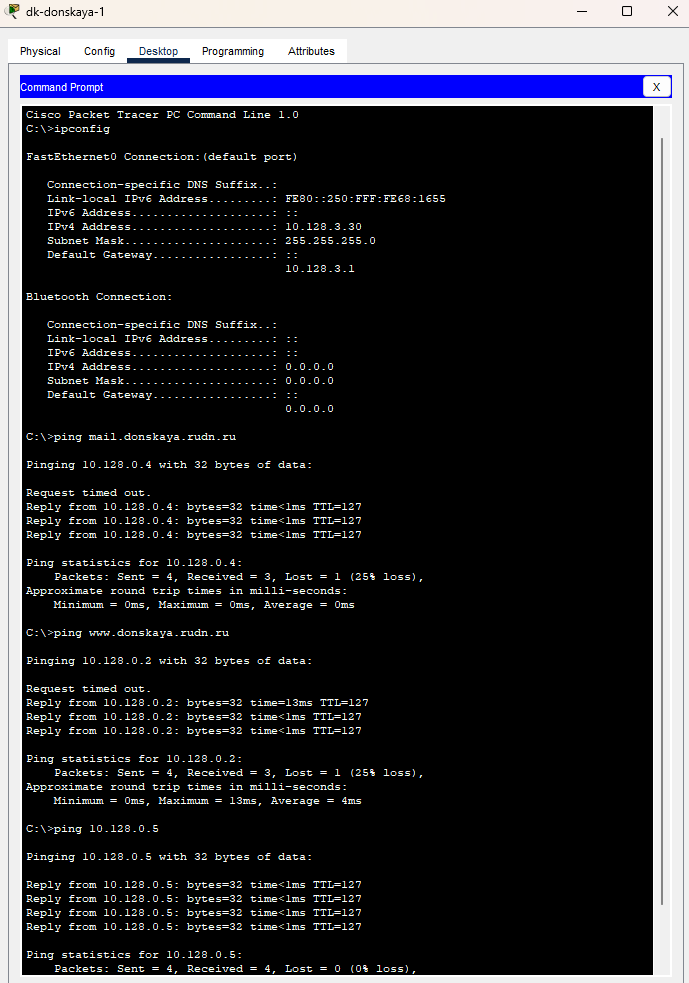 dk-donskaya-1
Physical Config Desktop Programming Attributes
Command Prompt X
Cisco Packet Tracer PC Command Line 1.0
C:\>ipconfig
FastEthernet0 Connection:(default port)
Connection-specific DNS Suffix..:
Link-local IPv6 Address.........: FE80::250:FFF:FE68:1655
IPv6 Address....................: ::
IPv4 Address....................: 10.128.3.30
Subnet Mask.....................: 255.255.255.0
Default Gateway.................: ::
10.128.3.1
Bluetooth Connection:
Connection-specific DNS Suffix..:
Link-local IPv6 Address.........: ::
IPv6 Address....................: ::
IPv4 Address....................: 0.0.0.0
Subnet Mask.....................: 0.0.0.0
Default Gateway.................: ::
0.0.0.0
C:\>ping mail.donskaya.rudn.ru
Pinging 10.128.0.4 with 32 bytes of data:
Request timed out.
Reply from 10.128.0.4: bytes=32 time<1ms TTL=127
Reply from 10.128.0.4: bytes=32 time<1ms TTL=127
Reply from 10.128.0.4: bytes=32 time<1ms TTL=127
Ping statistics for 10.128.0.4:
Packets: Sent = 4, Received = 3, Lost = 1 (25% loss),
Approximate round trip times in milli-seconds:
Minimum = 0ms, Maximum = 0ms, Average = 0ms
C:\>ping www.donskaya.rudn.ru
Pinging 10.128.0.2 with 32 bytes of data:
Request timed out.
Reply from 10.128.0.2: bytes=32 time=13ms TTL=127
Reply from 10.128.0.2: bytes=32 time<1ms TTL=127
Reply from 10.128.0.2: bytes=32 time<1ms TTL=127
Ping statistics for 10.128.0.2:
Packets: Sent = 4, Received = 3, Lost = 1 (25% loss),
Approximate round trip times in milli-seconds:
Minimum = 0ms, Maximum = 13ms, Average = 4ms
C:\>ping 10.128.0.5
Pinging 10.128.0.5 with 32 bytes of data:
Reply from 10.128.0.5: bytes=32 time<1ms TTL=127
Reply from 10.128.0.5: bytes=32 time<1ms TTL=127
Reply from 10.128.0.5: bytes=32 time<1ms TTL=127
Reply from 10.128.0.5: bytes=32 time<1ms TTL=127
Ping statistics for 10.128.0.5:
Packets: Sent = 4, Received = 4, Lost = 0 (0% loss),